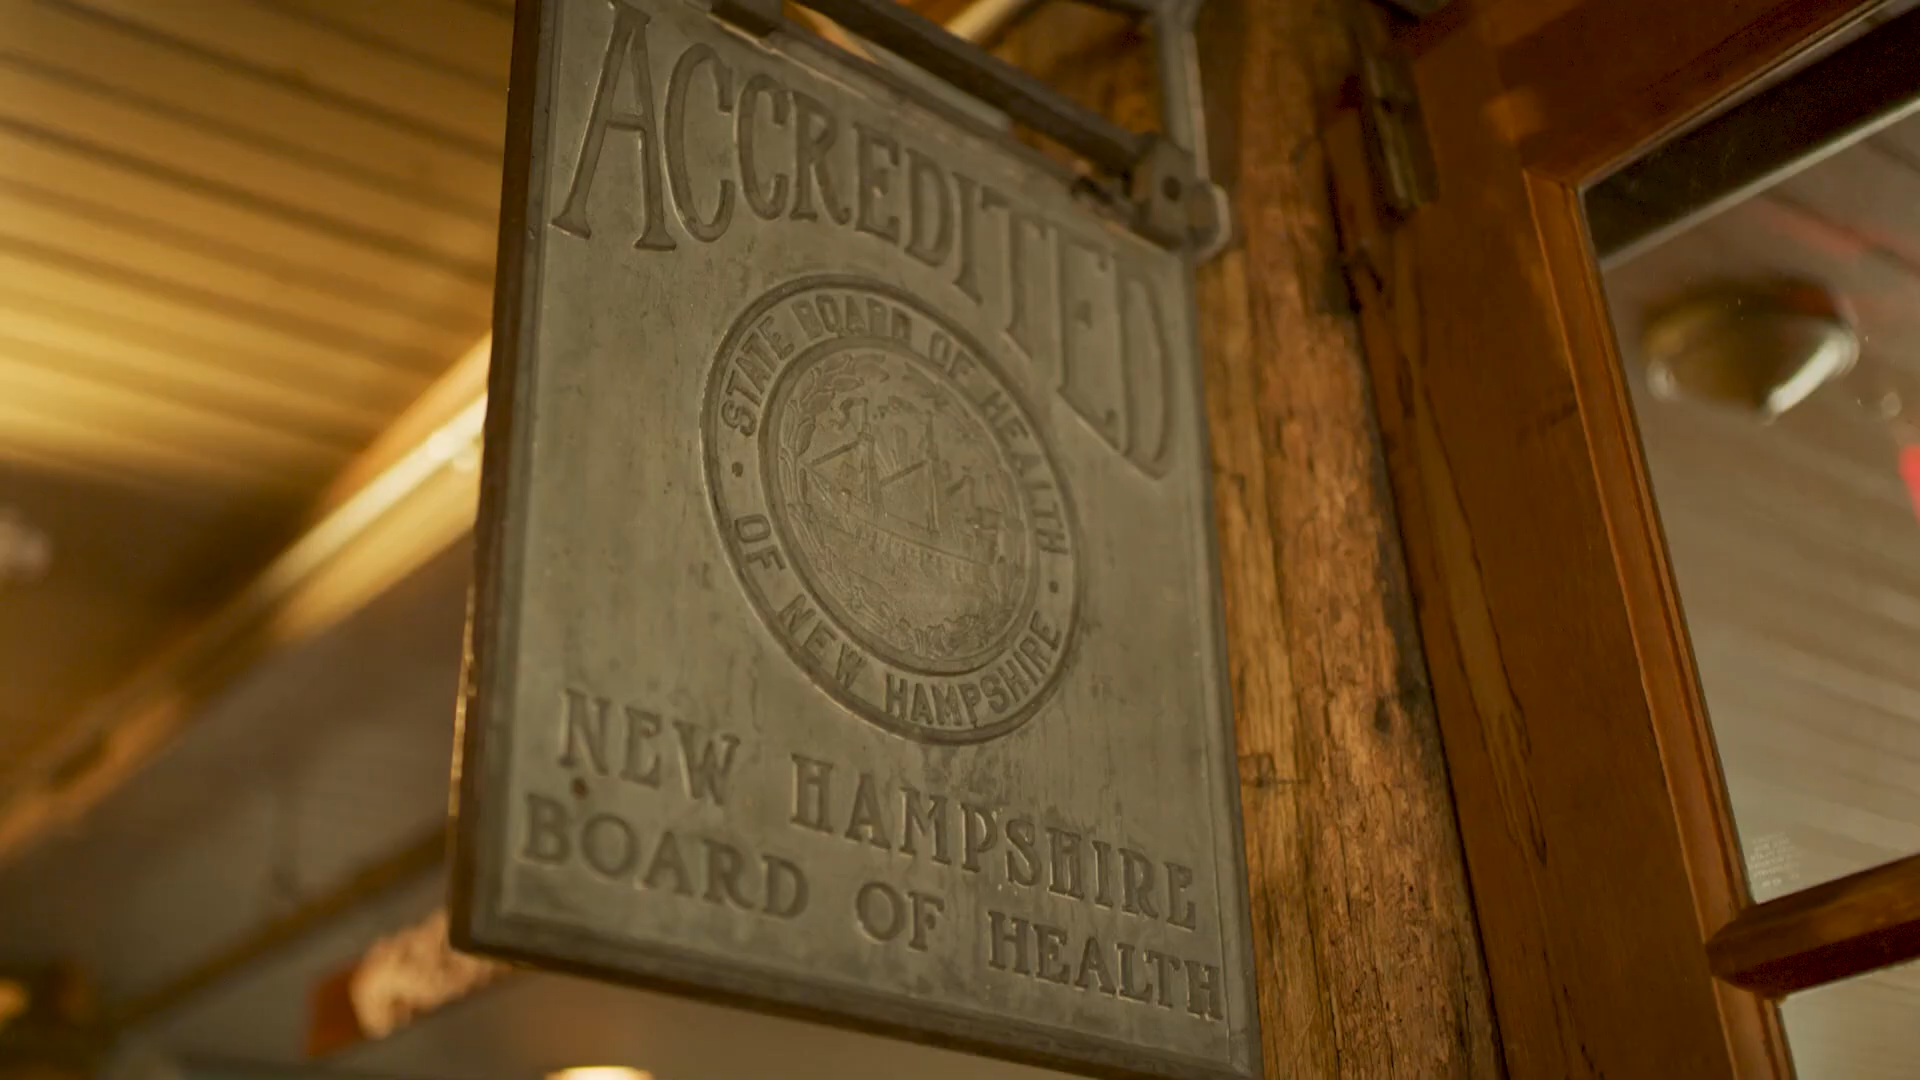 ACCREDITED
STATE BOARD OF HEALTH
• OF NEW HAMPSHIRE •
NEW HAMPSHIRE
BOARD OF HEALTH